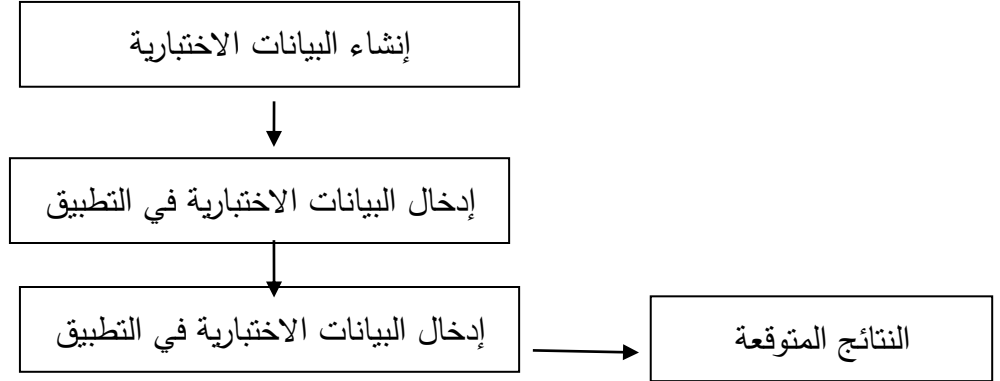 إنشاء البيانات الاختبارية
إدخال البيانات الاختبارية في التطبيق
إدخال البيانات الاختبارية في التطبيق
النتائج المتوقعة